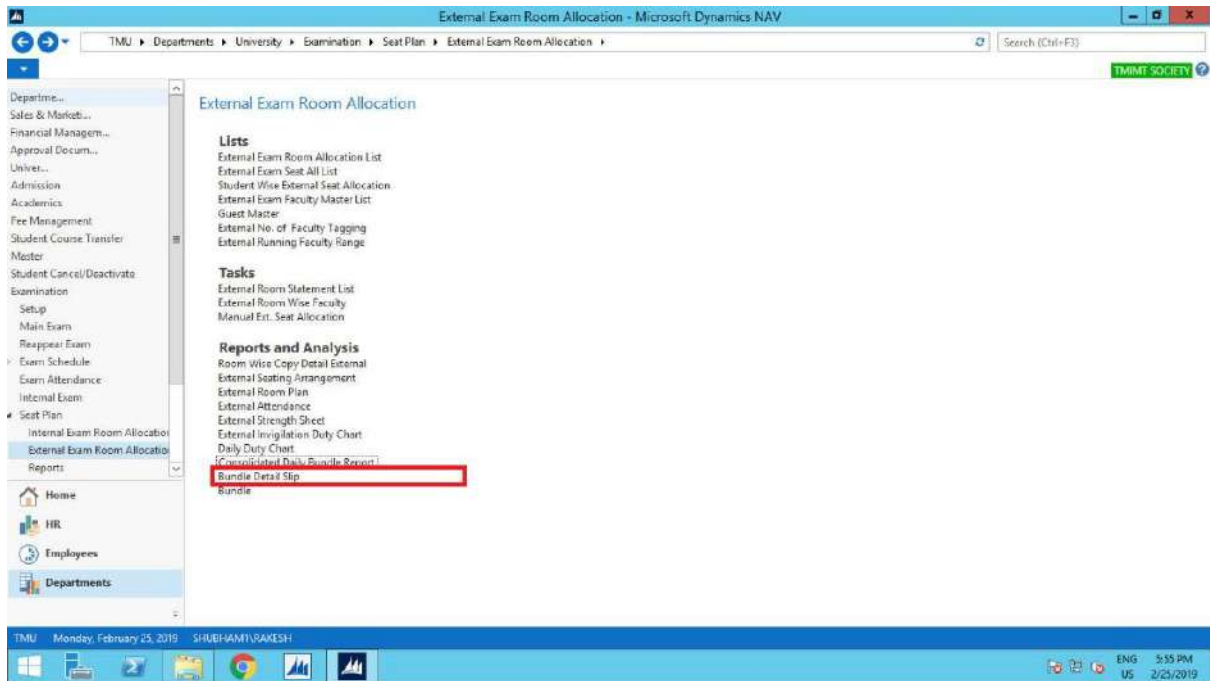 External Exam Room Allocation - Microsoft Dynamics NAV
TMU ▸ Departments ▸ University ▸ Examination ▸ Seat Plan ▸ External Exam Room Allocation ▸
Search (Ctrl+F3)
TMIMT SOCIETY
Departme...
Sales & Marketi...
Financial Managem...
Approval Docum...
Univer...
Admission
Academics
Fee Management
Student Course Transfer
Master
Student Cancel/Deactivate
Examination
Setup
Main Exam
Reappear Exam
Exam Schedule
Exam Attendance
Internal Exam
Seat Plan
Internal Exam Room Allocation
External Exam Room Allocatio
Reports
Home
HR
Employees
Departments
External Exam Room Allocation
Lists
External Exam Room Allocation List
External Exam Seat All List
Student Wise External Seat Allocation
External Exam Faculty Master List
Guest Master
External No. of Faculty Tagging
External Running Faculty Range
Tasks
External Room Statement List
External Room Wise Faculty
Manual Ext. Seat Allocation
Reports and Analysis
Room Wise Copy Detail External
External Seating Arrangement
External Room Plan
External Attendance
External Strength Sheet
External Invigilation Duty Chart
Daily Duty Chart
Consolidated Daily Bundle Report
Bundle Detail Slip
Bundle
TMU Monday, February 25, 2019 SHUBHAM1\RAKESH
ENG 5:55 PM
US 2/25/2019